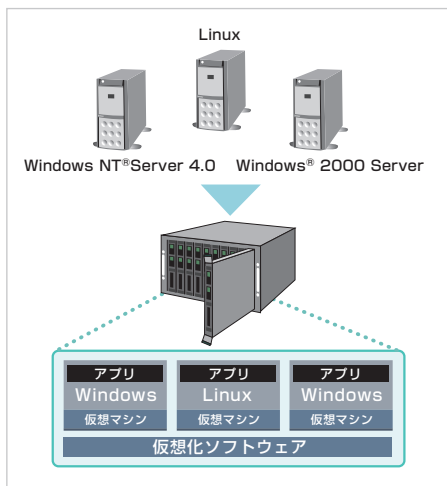 Linux
Windows NT®Server 4.0 Windows® 2000 Server
アプリ アプリ アプリ
Windows Linux Windows
仮想マシン 仮想マシン 仮想マシン
仮想化ソフトウェア